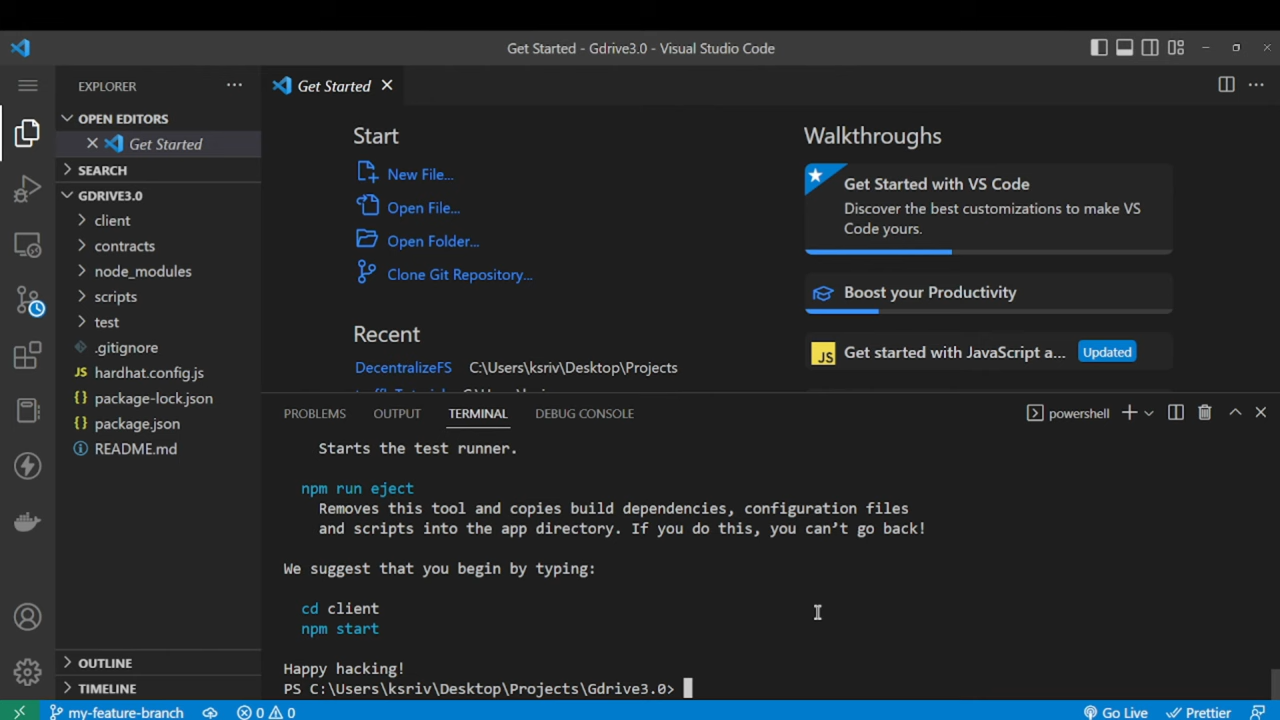 Get Started - Gdrive3.0 - Visual Studio Code
EXPLORER
Get Started
OPEN EDITORS
Get Started
SEARCH
GDRIVE3.0
client
contracts
node_modules
scripts
test
.gitignore
JS hardhat.config.js
{} package-lock.json
{} package.json
README.md
OUTLINE
TIMELINE
Start
New File...
Open File...
Open Folder...
Clone Git Repository...
Recent
DecentralizeFS C:\Users\ksriv\Desktop\Projects
Walkthroughs
Get Started with VS Code
Discover the best customizations to make VS
Code yours.
Boost your Productivity
JS Get started with JavaScript a... Updated
PROBLEMS OUTPUT TERMINAL DEBUG CONSOLE powershell
Starts the test runner.
npm run eject
Removes this tool and copies build dependencies, configuration files
and scripts into the app directory. If you do this, you can’t go back!
We suggest that you begin by typing:
cd client
npm start
Happy hacking!
PS C:\Users\ksriv\Desktop\Projects\Gdrive3.0>
my-feature-branch 0 0 Go Live Prettier